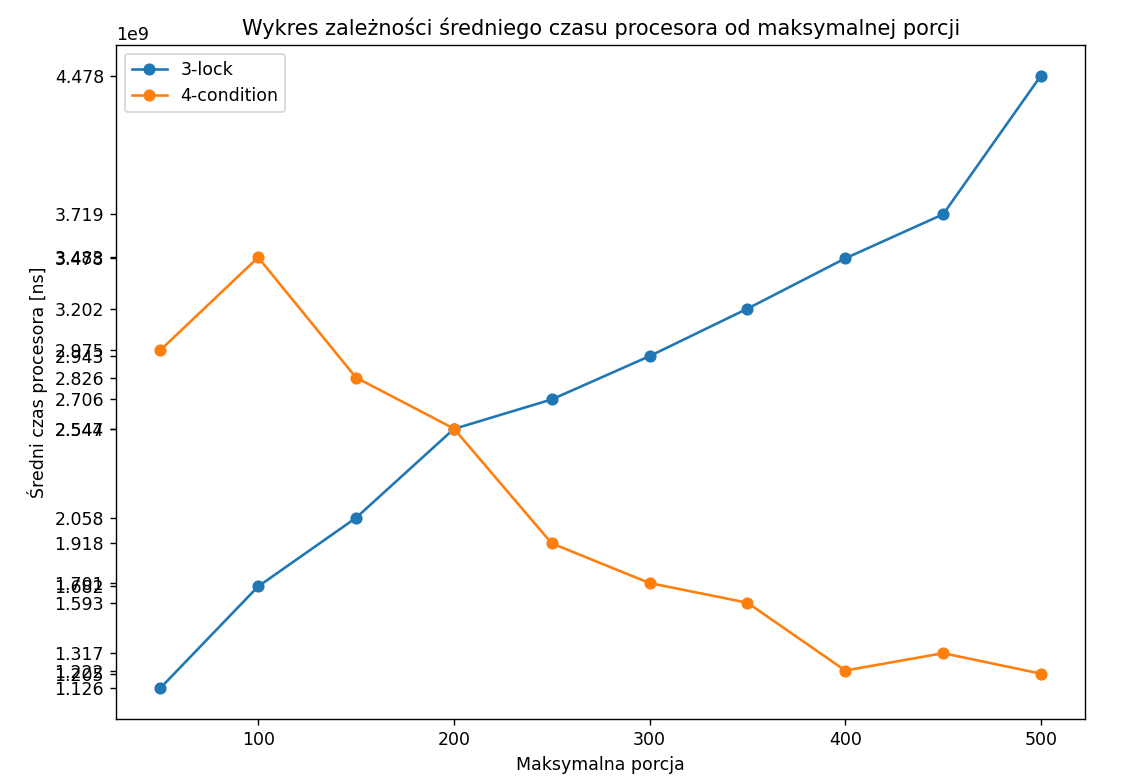 Wykres zależności średniego czasu procesora od maksymalnej porcji
1e9
3-lock
4-condition
4.478
3.719
3.202
2.826
2.706
2.058
1.918
1.593
1.317
1.126
Średni czas procesora [ns]
100
200
300
400
500
Maksymalna porcja